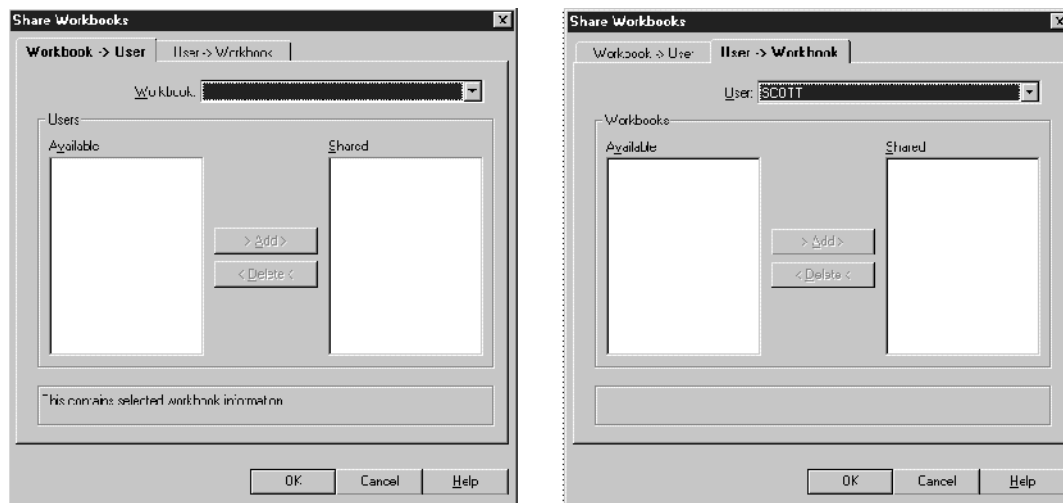 Share Workbooks
Workbook -> User
User -> Workbook
Workbook:
Users
Available
Shared
> Add >
< Delete <
This contains selected workbook information
OK
Cancel
Help
Share Workbooks
Workbook -> User
User -> Workbook
User: SCOTT
Workbooks
Available
Shared
> Add >
< Delete <
OK
Cancel
Help